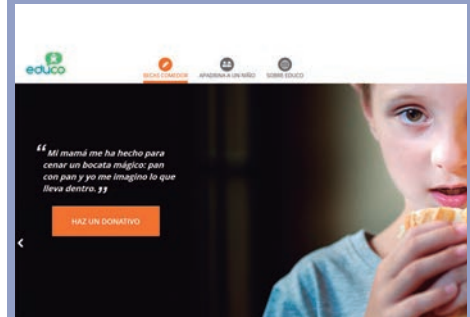 educo
BECAS COMEDOR
APADRINA A UN NIÑO
SOBRE EDUCO
“Mi mamá me ha hecho para
cenar un bocata mágico: pan
con pan y yo me imagino lo que
lleva dentro.”
HAZ UN DONATIVO